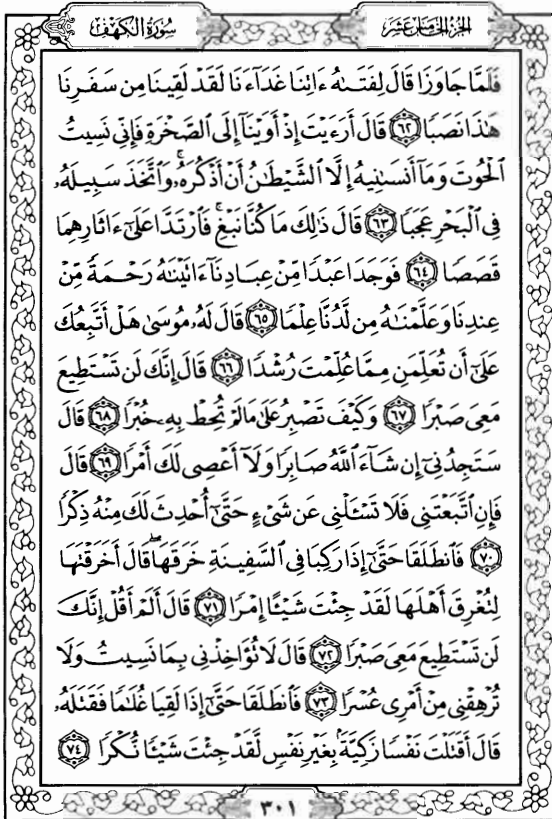 الجزء الخامس عشر
سورة الكهف
فَلَمَّا جَاوَزَا قَالَ لِفَتَىٰهُ ءَاتِنَا غَدَآءَنَا لَقَدْ لَقِينَا مِن سَفَرِنَا
هَٰذَا نَصَبًا ٦٢ قَالَ أَرَءَيْتَ إِذْ أَوَيْنَآ إِلَى ٱلصَّخْرَةِ فَإِنِّى نَسِيتُ
ٱلْحُوتَ وَمَآ أَنسَىٰنِيهُ إِلَّا ٱلشَّيْطَٰنُ أَنْ أَذْكُرَهُۥ ۚ وَٱتَّخَذَ سَبِيلَهُۥ
فِى ٱلْبَحْرِ عَجَبًا ٦٣ قَالَ ذَٰلِكَ مَا كُنَّا نَبْغِ ۚ فَٱرْتَدَّا عَلَىٰٓ ءَاثَارِهِمَا
قَصَصًا ٦٤ فَوَجَدَا عَبْدًا مِّنْ عِبَادِنَآ ءَاتَيْنَٰهُ رَحْمَةً مِّنْ
عِندِنَا وَعَلَّمْنَٰهُ مِن لَّدُنَّا عِلْمًا ٦٥ قَالَ لَهُۥ مُوسَىٰ هَلْ أَتَّبِعُكَ
عَلَىٰٓ أَن تُعَلِّمَنِ مِمَّا عُلِّمْتَ رُشْدًا ٦٦ قَالَ إِنَّكَ لَن تَسْتَطِيعَ
مَعِىَ صَبْرًا ٦٧ وَكَيْفَ تَصْبِرُ عَلَىٰ مَا لَمْ تُحِطْ بِهِۦ خُبْرًا ٦٨ قَالَ
سَتَجِدُنِىٓ إِن شَآءَ ٱللَّهُ صَابِرًا وَلَآ أَعْصِى لَكَ أَمْرًا ٦٩ قَالَ
فَإِنِ ٱتَّبَعْتَنِى فَلَا تَسْـَٔلْنِى عَن شَىْءٍ حَتَّىٰٓ أُحْدِثَ لَكَ مِنْهُ ذِكْرًا
٧٠ فَٱنطَلَقَا حَتَّىٰٓ إِذَا رَكِبَا فِى ٱلسَّفِينَةِ خَرَقَهَا ۖ قَالَ أَخَرَقْتَهَا
لِتُغْرِقَ أَهْلَهَا لَقَدْ جِئْتَ شَيْـًٔا إِمْرًا ٧١ قَالَ أَلَمْ أَقُلْ إِنَّكَ
لَن تَسْتَطِيعَ مَعِىَ صَبْرًا ٧٢ قَالَ لَا تُؤَاخِذْنِى بِمَا نَسِيتُ وَلَا
تُرْهِقْنِى مِنْ أَمْرِى عُسْرًا ٧٣ فَٱنطَلَقَا حَتَّىٰٓ إِذَا لَقِيَا غُلَٰمًا فَقَتَلَهُۥ
قَالَ أَقَتَلْتَ نَفْسًا زَكِيَّةًۢ بِغَيْرِ نَفْسٍ لَّقَدْ جِئْتَ شَيْـًٔا نُّكْرًا ٧٤
٣٠١